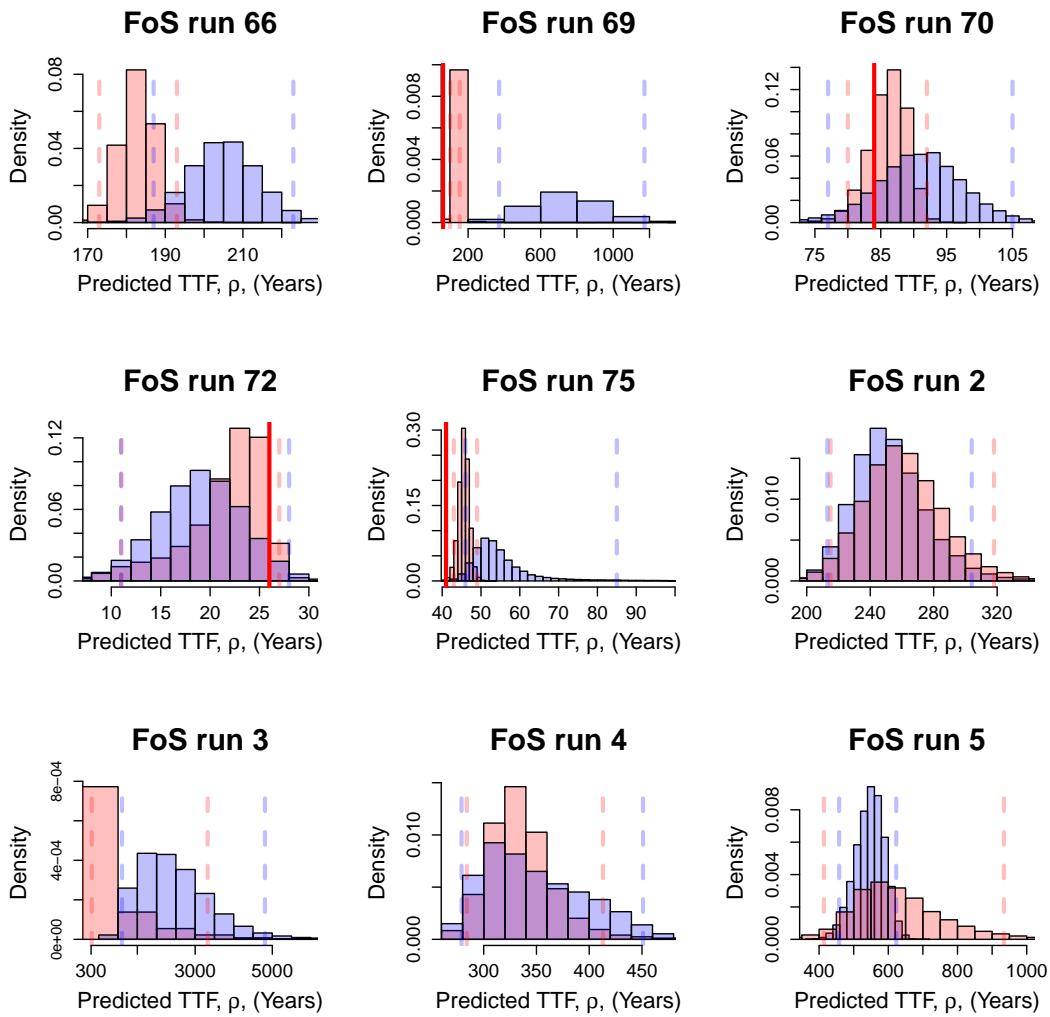 FoS run 66
FoS run 69
FoS run 70
Density
0.00 0.04 0.08
170 190 210
Predicted TTF, ρ, (Years)
Density
0.000 0.004 0.008
200 600 1000
Predicted TTF, ρ, (Years)
Density
0.00 0.06 0.12
75 85 95 105
Predicted TTF, ρ, (Years)
FoS run 72
FoS run 75
FoS run 2
Density
0.00 0.06 0.12
10 15 20 25 30
Predicted TTF, ρ, (Years)
Density
0.00 0.15 0.30
40 50 60 70 80 90
Predicted TTF, ρ, (Years)
Density
0.000 0.010
200 240 280 320
Predicted TTF, ρ, (Years)
FoS run 3
FoS run 4
FoS run 5
Density
0e+00 4e−04 8e−04
300 3000 5000
Predicted TTF, ρ, (Years)
Density
0.000 0.010
300 350 400 450
Predicted TTF, ρ, (Years)
Density
0.000 0.004 0.008
400 600 800 1000
Predicted TTF, ρ, (Years)